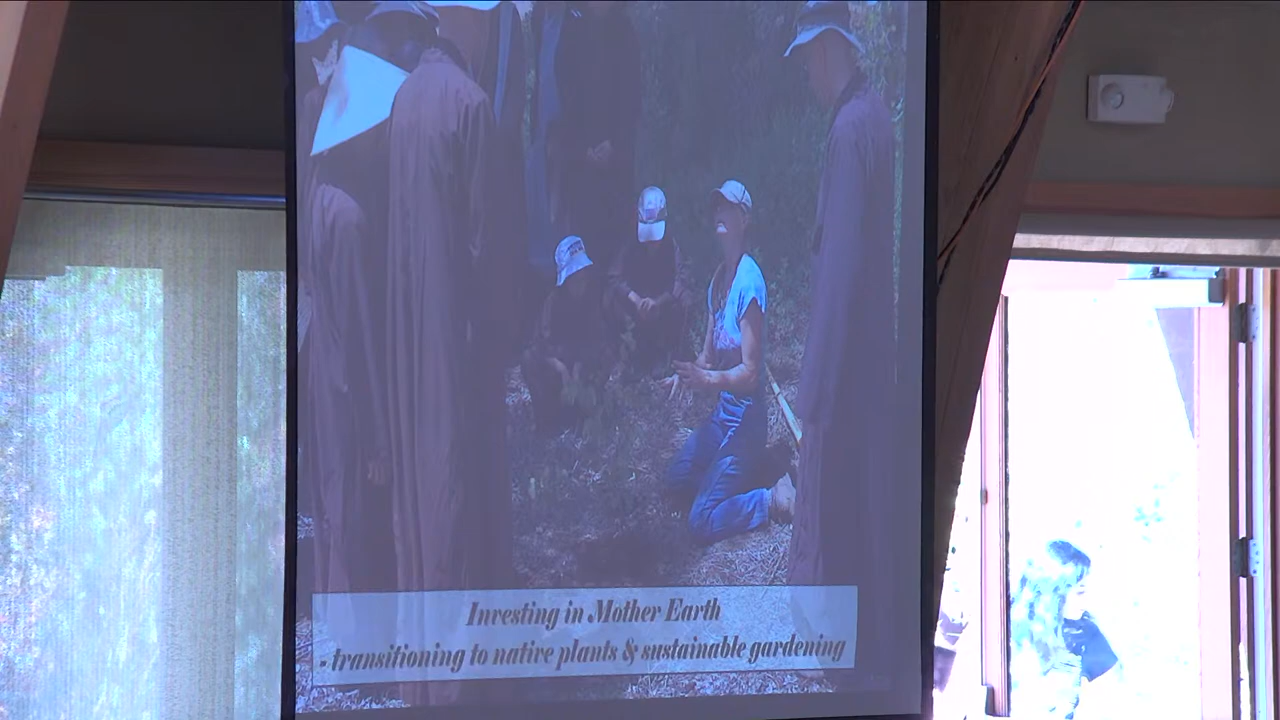 Investing in Mother Earth
- transitioning to native plants & sustainable gardening